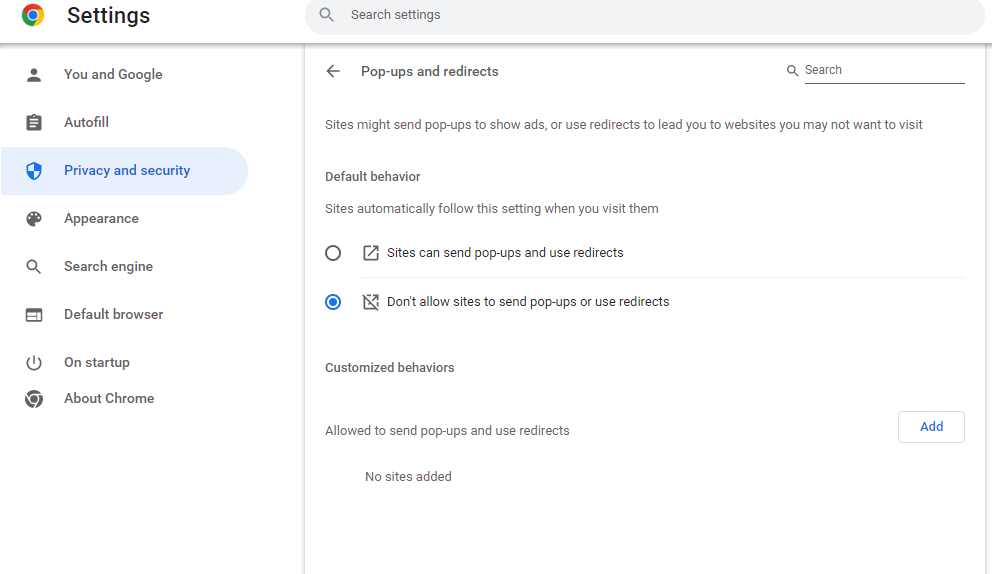 Settings
Search settings
You and Google
Autofill
Privacy and security
Appearance
Search engine
Default browser
On startup
About Chrome
Pop-ups and redirects
Search
Sites might send pop-ups to show ads, or use redirects to lead you to websites you may not want to visit
Default behavior
Sites automatically follow this setting when you visit them
Sites can send pop-ups and use redirects
Don't allow sites to send pop-ups or use redirects
Customized behaviors
Allowed to send pop-ups and use redirects
Add
No sites added